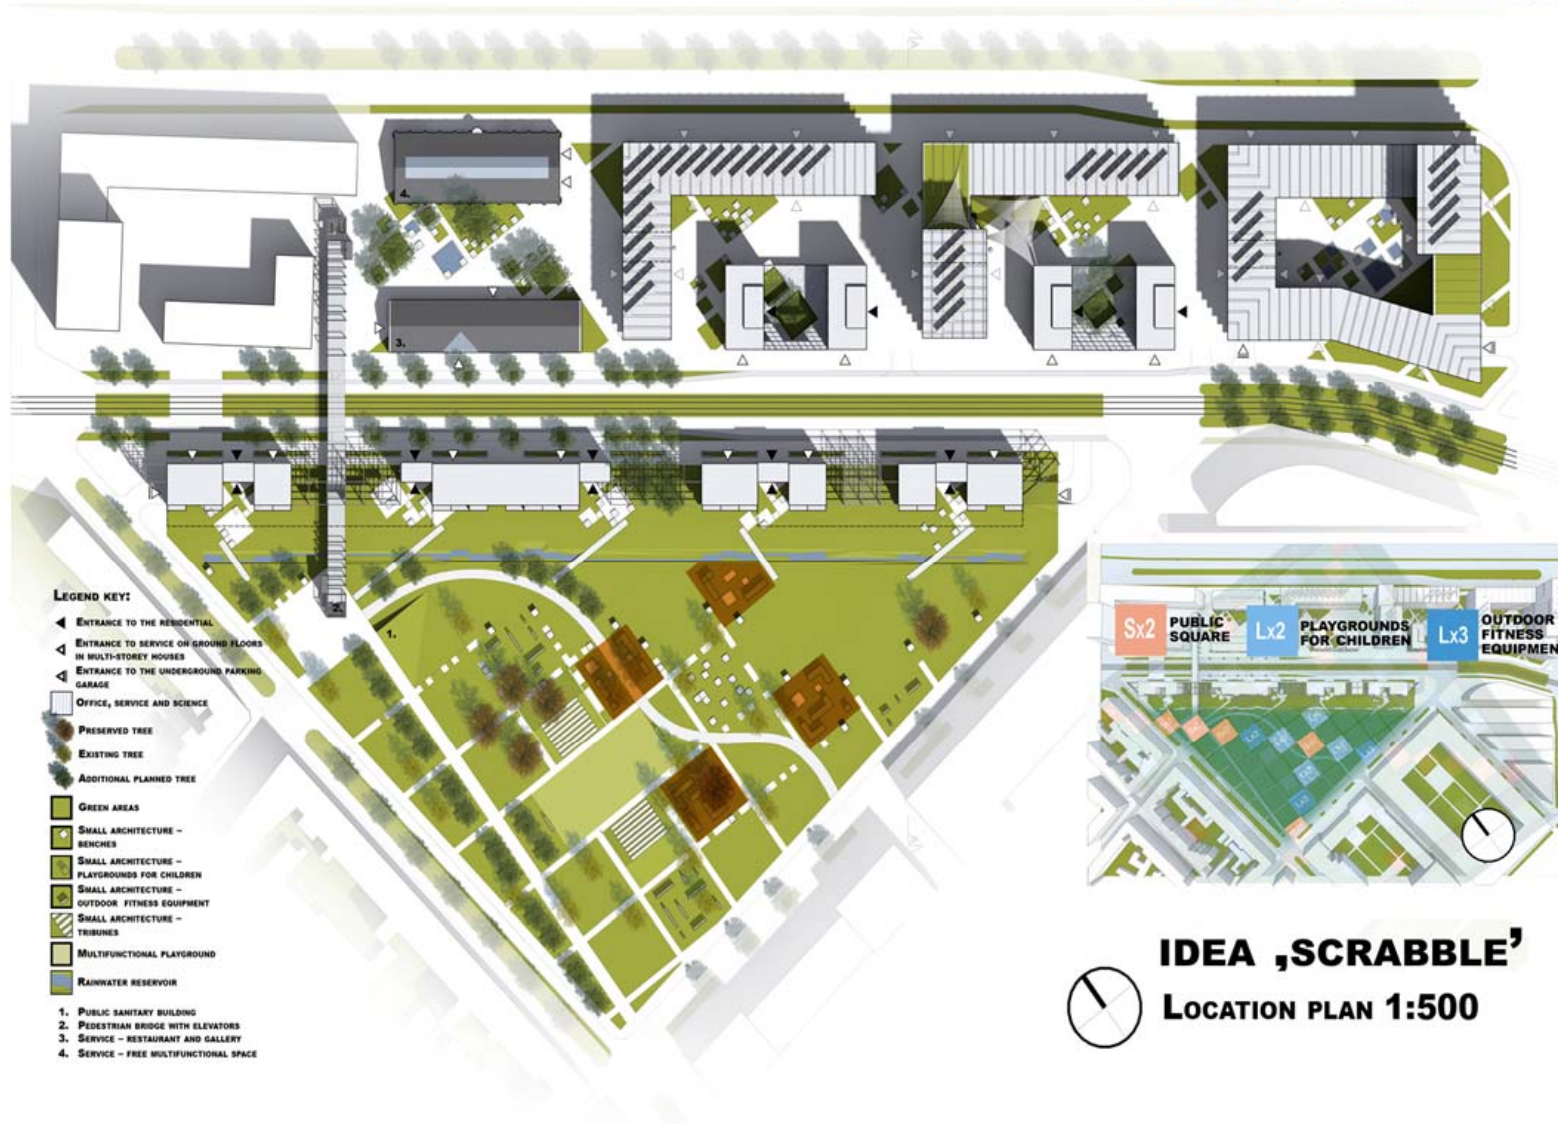 4.
3.
2.
1.
LEGEND KEY:
ENTRANCE TO THE RESIDENTIAL
ENTRANCE TO SERVICE ON GROUND FLOORS
IN MULTI-STOREY HOUSES
ENTRANCE TO THE UNDERGROUND PARKING
GARAGE
OFFICE, SERVICE AND SCIENCE
PRESERVED TREE
EXISTING TREE
ADDITIONAL PLANNED TREE
GREEN AREAS
SMALL ARCHITECTURE –
BENCHES
SMALL ARCHITECTURE –
PLAYGROUNDS FOR CHILDREN
SMALL ARCHITECTURE –
OUTDOOR FITNESS EQUIPMENT
SMALL ARCHITECTURE –
TRIBUNES
MULTIFUNCTIONAL PLAYGROUND
RAINWATER RESERVOIR
1. PUBLIC SANITARY BUILDING
2. PEDESTRIAN BRIDGE WITH ELEVATORS
3. SERVICE – RESTAURANT AND GALLERY
4. SERVICE – FREE MULTIFUNCTIONAL SPACE
Sx2 PUBLIC
SQUARE
Lx2 PLAYGROUNDS
FOR CHILDREN
Lx3 OUTDOOR
FITNESS
EQUIPMEN
IDEA ‚SCRABBLE’
LOCATION PLAN 1:500